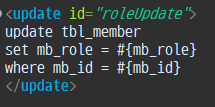 <update id="roleUpdate">
update tbl_member
set mb_role = #{mb_role}
where mb_id = #{mb_id}
</update>